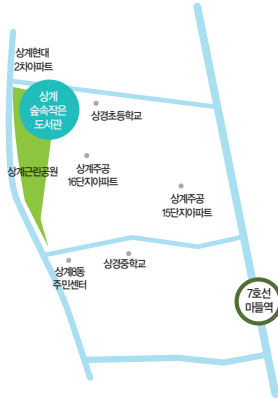 상계현대
2차아파트
상계
숲속작은
도서관
상경초등학교
상계근린공원
상계주공
16단지아파트
상계주공
15단지아파트
상계8동
주민센터
상경중학교
7호선
마들역